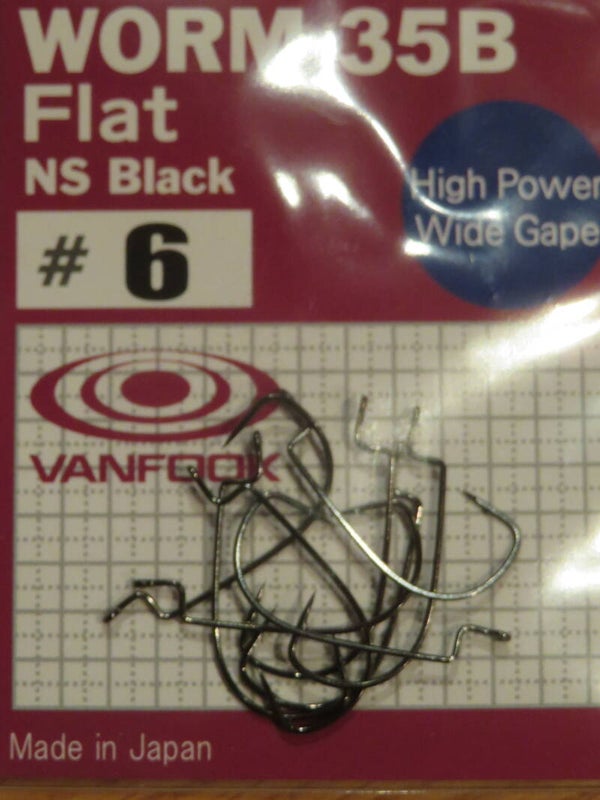 WORM 35B
Flat
NS Black
# 6
High Power
Wide Gape
VANFOOK
Made in Japan